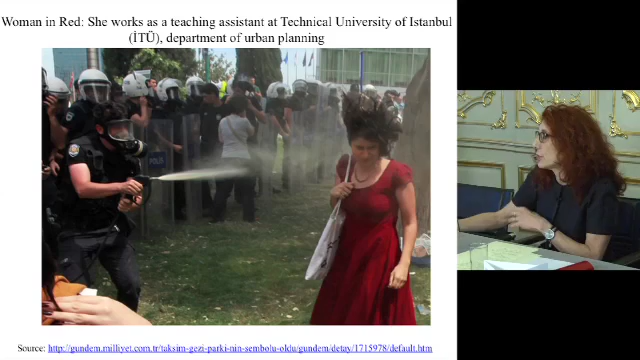 Woman in Red: She works as a teaching assistant at Technical University of Istanbul
(İTÜ), department of urban planning
POLIS
Source: http://gundem.milliyet.com.tr/taksim-gezi-parki-nin-sembolu-oldu/gundem/detay/1715978/default.htm